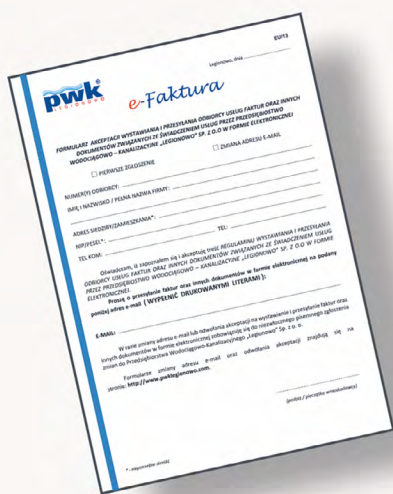 EU/13
Legionowo, dnia
pwk
LEGIONOWO
e-Faktura
FORMULARZ AKCEPTACJI WYSTAWIANIA I PRZESYŁANIA ODBIORCY USŁUG FAKTUR ORAZ INNYCH
DOKUMENTÓW ZWIĄZANYCH ZE ŚWIADCZENIEM USŁUG PRZEZ PRZEDSIĘBIORSTWO
WODOCIĄGOWO – KANALIZACYJNE „LEGIONOWO" SP. Z O.O W FORMIE ELEKTRONICZNEJ
☐ PIERWSZE ZGŁOSZENIE ☐ ZMIANA ADRESU E-MAIL
NUMER(Y) ODBIORCY:
IMIĘ I NAZWISKO / PEŁNA NAZWA FIRMY:
ADRES SIEDZIBY/ZAMIESZKANIA*:
NIP/PESEL*:
TEL KOM: TEL:
Oświadczam, iż zapoznałem się i akceptuję treść REGULAMINU WYSTAWIANIA I PRZESYŁANIA
ODBIORCY USŁUG FAKTUR ORAZ INNYCH DOKUMENTÓW ZWIĄZANYCH ZE ŚWIADCZENIEM USŁUG
PRZEZ PRZEDSIĘBIORSTWO WODOCIĄGOWO – KANALIZACYJNE „LEGIONOWO" SP. Z O.O W FORMIE
ELEKTRONICZNEJ.
Proszę o przesyłanie faktur oraz innych dokumentów w formie elektronicznej na podany
poniżej adres e-mail ( WYPEŁNIĆ DRUKOWANYMI LITERAMI ):
E-MAIL:
W razie zmiany adresu e-mail lub odwołania akceptacji na wystawienie i przesyłanie faktur oraz
innych dokumentów w formie elektronicznej zobowiązuję się do niezwłocznego pisemnego zgłoszenia
zmian do Przedsiębiorstwa Wodociągowo-Kanalizacyjnego „Legionowo" Sp. z o. o.
Formularze zmiany adresu e-mail oraz odwołania akceptacji znajdują się na
stronie: http://www.pwklegionowo.com.
(podpis / pieczątka wnioskodawcy)
* - niepotrzebne skreślić